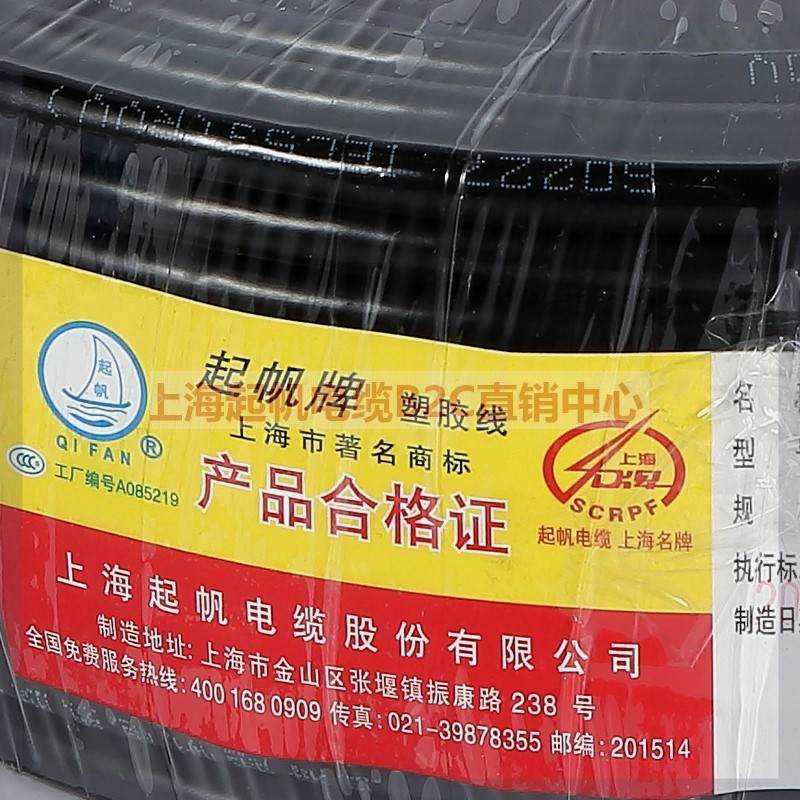 起帆
QI FAN ®
CCC
工厂编号A085219
起帆牌 塑胶线
上海起帆电缆B2C直销中心
上海市著名商标
产品合格证
上海
SCRPF
起帆电缆 上海名牌
上海起帆电缆股份有限公司
制造地址: 上海市金山区张堰镇振康路 238 号
全国免费服务热线: 400 168 0909 传真: 021-39878355 邮编: 201514
名
型
规
执行标
制造日